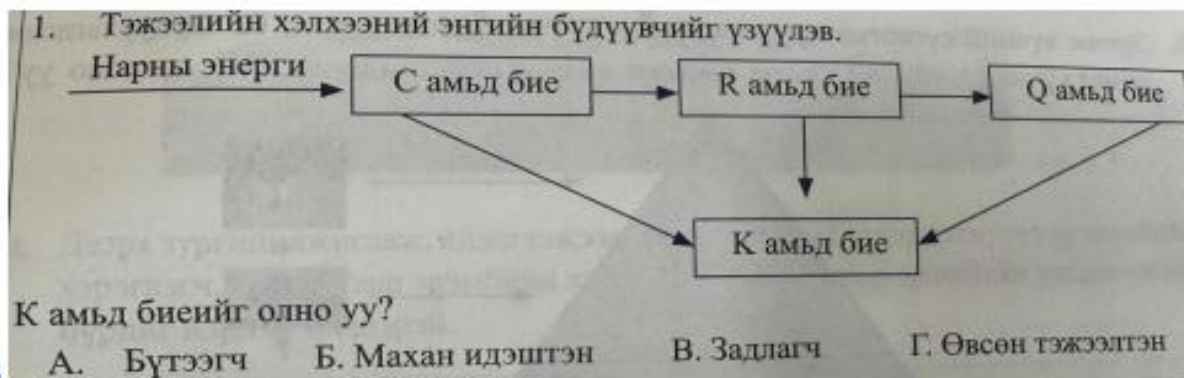 1. Тэжээлийн хэлхээний энгийн бүдүүвчийг үзүүлэв.
Нарны энерги
С амьд бие
R амьд бие
Q амьд бие
К амьд бие
К амьд биеийг олно уу?
А. Бүтээгч Б. Махан идэштэн В. Задлагч Г. Өвсөн тэжээлтэн